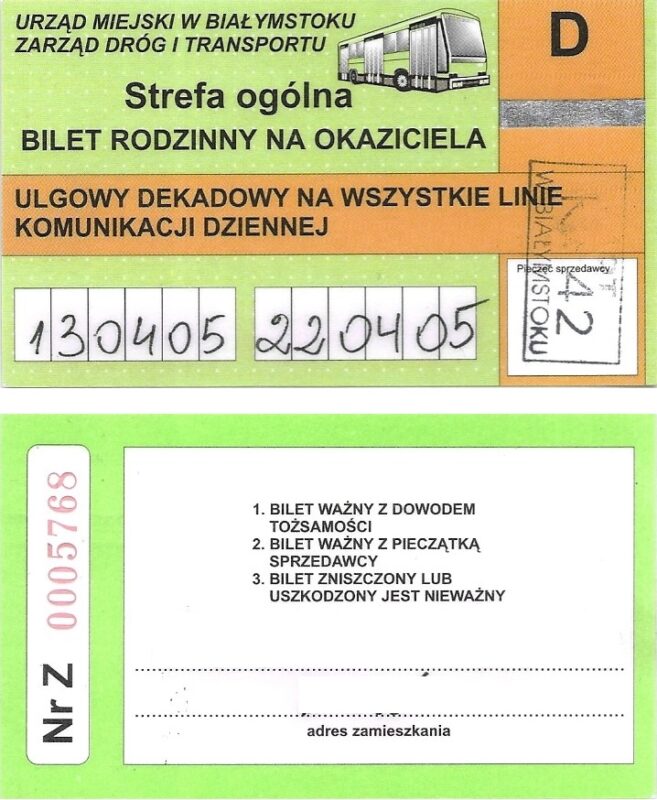 URZĄD MIEJSKI W BIAŁYMSTOKU
ZARZĄD DRÓG I TRANSPORTU
D
Strefa ogólna
BILET RODZINNY NA OKAZICIELA
ULGOWY DEKADOWY NA WSZYSTKIE LINIE
KOMUNIKACJI DZIENNEJ
Pieczęć sprzedawcy
42
W BIAŁYMSTOKU
130405 220405
Nr Z 0005768
1. BILET WAŻNY Z DOWODEM
TOŻSAMOŚCI
2. BILET WAŻNY Z PIECZĄTKĄ
SPRZEDAWCY
3. BILET ZNISZCZONY LUB
USZKODZONY JEST NIEWAŻNY
adres zamieszkania